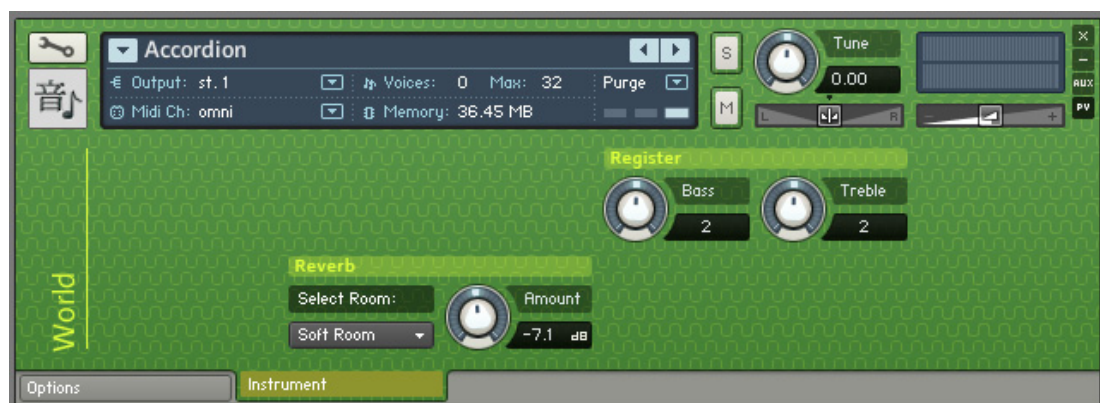 Accordion
S
Tune
×
-
Output: st. 1
Voices: 0 Max: 32
Purge
0.00
AUX
音
Midi Ch: omni
Memory: 36.45 MB
M
L
R
-
+
PV
Register
Bass
Treble
2
2
World
Reverb
Select Room:
Amount
Soft Room
-7.1 dB
Options
Instrument